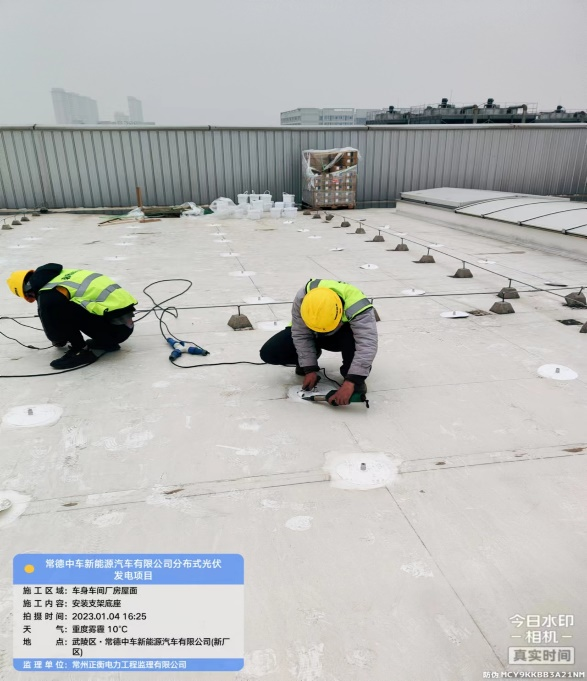 常德中车新能源汽车有限公司分布式光伏
发电项目
施工区域：车身车间厂房屋面
施工内容：安装支架底座
拍摄时间：2023.01.04 16:25
天气：重度雾霾 10℃
地点：武陵区·常德中车新能源汽车有限公司(新厂
区)
监理单位：常州正衡电力工程监理有限公司
今日水印
相机
真实时间
防伪 MCY9KKBB3A21NM